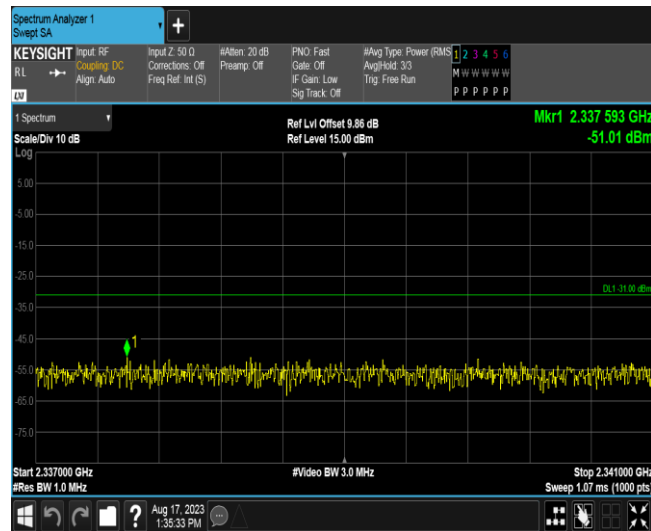 Spectrum Analyzer 1
Swept SA
+
KEYSIGHT Input: RF Input Z: 50 Ω #Atten: 20 dB PNO: Fast #Avg Type: Power (RMS 1 2 3 4 5 6
RL Coupling: DC Corrections: Off Preamp: Off Gate: Off Avg|Hold: 3/3 M W W W W W
Align: Auto Freq Ref: Int (S) IF Gain: Low Trig: Free Run
LXI Sig Track: Off P P P P P P
1 Spectrum
Ref Lvl Offset 9.86 dB Mkr1 2.337 593 GHz
Scale/Div 10 dB Ref Level 15.00 dBm -51.01 dBm
Log
5.00
-5.00
-15.0
-25.0
DL1 -31.00 dBm
-35.0
-45.0
1
-55.0
-65.0
-75.0
Start 2.337000 GHz #Video BW 3.0 MHz Stop 2.341000 GHz
#Res BW 1.0 MHz Sweep 1.07 ms (1000 pts)
? Aug 17, 2023
1:35:33 PM